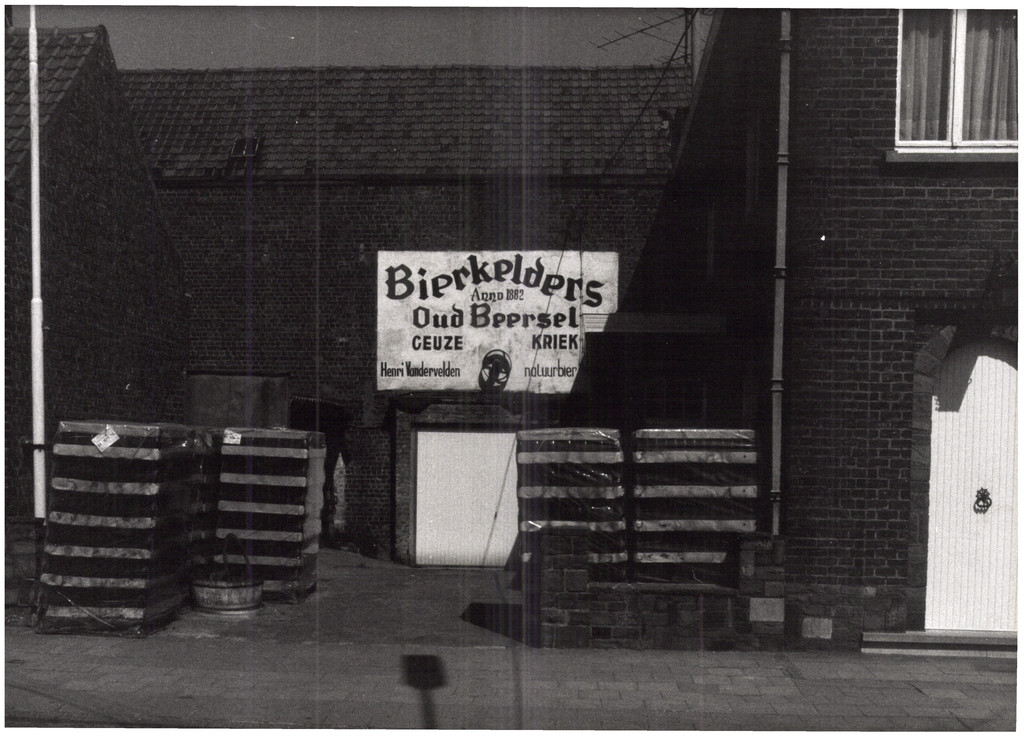 Bierkelders
Anno 1882
Oud Beersel
GEUZE KRIEK
Henri Vandervelden natuurbier